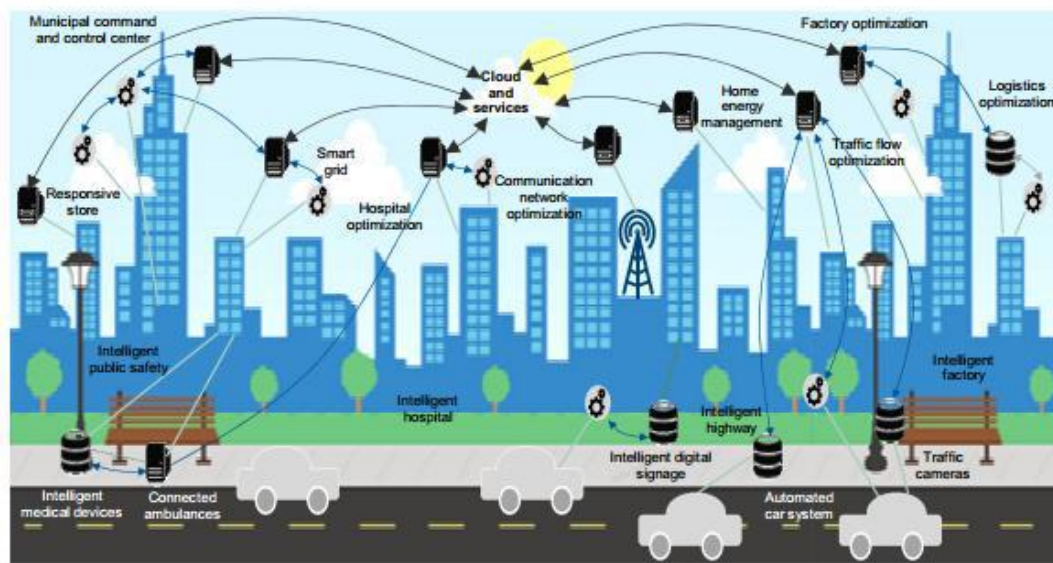 Municipal command
and control center
Factory optimization
Cloud
and
services
Home
energy
management
Logistics
optimization
Smart
grid
Traffic flow
optimization
Responsive
store
Hospital
optimization
Communication
network
optimization
Intelligent
public safety
Intelligent
hospital
Intelligent
highway
Intelligent
factory
Intelligent digital
signage
Traffic
cameras
Intelligent
medical devices
Connected
ambulances
Automated
car system